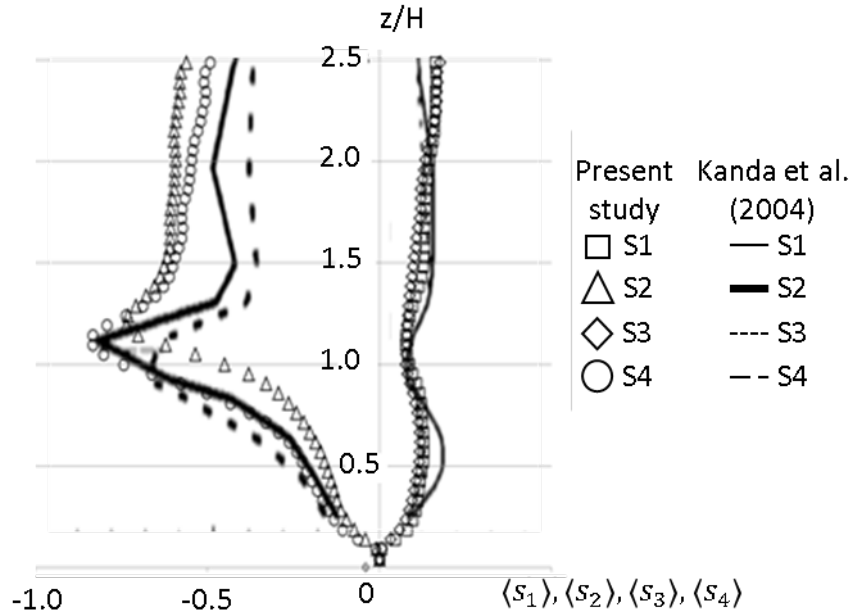 z/H
2.5
2.0
1.5
1.0
0.5
-1.0 -0.5 0 ⟨s₁⟩, ⟨s₂⟩, ⟨s₃⟩, ⟨s₄⟩
Present study
S1
S2
S3
S4
Kanda et al. (2004)
S1
S2
S3
S4